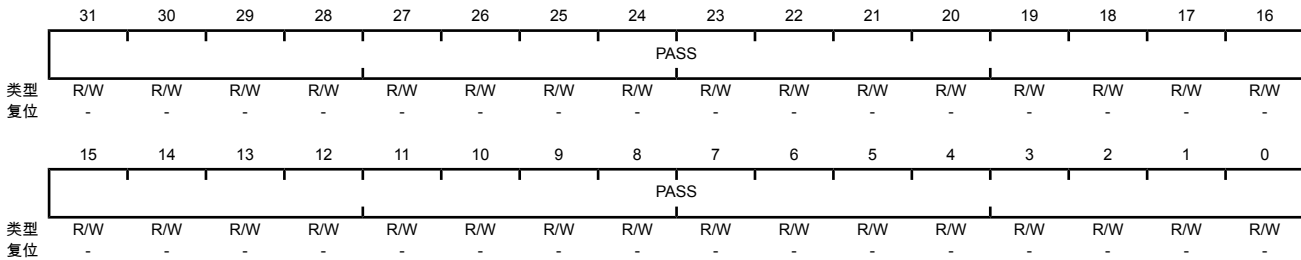 31 30 29 28 27 26 25 24 23 22 21 20 19 18 17 16
PASS
类型 R/W R/W R/W R/W R/W R/W R/W R/W R/W R/W R/W R/W R/W R/W R/W R/W
复位 - - - - - - - - - - - - - - - -
15 14 13 12 11 10 9 8 7 6 5 4 3 2 1 0
PASS
类型 R/W R/W R/W R/W R/W R/W R/W R/W R/W R/W R/W R/W R/W R/W R/W R/W
复位 - - - - - - - - - - - - - - - -